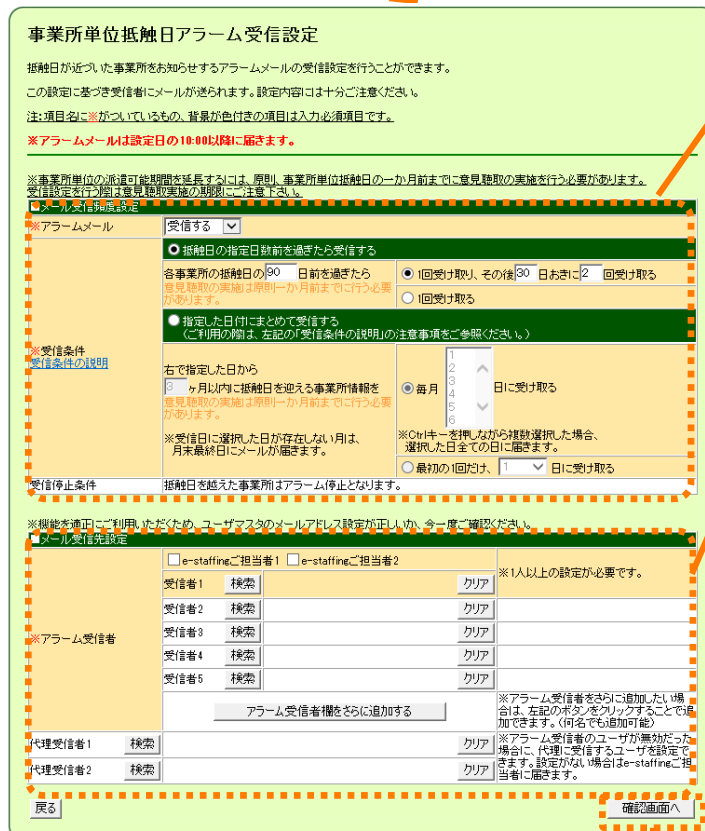 事業所単位抵触日アラーム受信設定
抵触日が近づいた事業所をお知らせするアラームメールの受信設定を行うことができます。
この設定に基づき受信者にメールが送られます。設定内容には十分ご注意ください。
注:項目名に※がついているもの、背景が色付きの項目は入力必須項目です。
※アラームメールは設定日の10:00以降に届きます。
※事業所単位の派遣可能期間を延長するには、原則、事業所単位抵触日の一か月前までに意見聴取の実施を行う必要があります。
受信設定を行う際は意見聴取実施の期限にご注意下さい。
■メール受信頻度設定
※アラームメール 受信する
抵触日の指定日数前を過ぎたら受信する
各事業所の抵触日の 90 日前を過ぎたら
意見聴取の実施は原則一か月前までに行う必要
があります。
1回受け取り、その後 30 日おきに 2 回受け取る
1回受け取る
指定した日付にまとめて受信する
(ご利用の際は、左記の「受信条件の説明」の注意事項をご参照ください。)
※受信条件
受信条件の説明
右で指定した日から
3 ヶ月以内に抵触日を迎える事業所情報を
意見聴取の実施は原則一か月前までに行う必要
があります。
※受信日に選択した日が存在しない月は、
月末最終日にメールが届きます。
毎月
1
2
3
4
5
6
日に受け取る
※Ctrlキーを押しながら複数選択した場合、
選択した日全ての日に届きます。
最初の1回だけ、 1 日に受け取る
受信停止条件 抵触日を越えた事業所はアラーム停止となります。
※機能を適正にご利用いただくため、ユーザマスタのメールアドレス設定が正しいか、今一度ご確認ください。
■メール受信先設定
※アラーム受信者
e-staffingご担当者1 e-staffingご担当者2
※1人以上の設定が必要です。
受信者1 検索 クリア
受信者2 検索 クリア
受信者3 検索 クリア
受信者4 検索 クリア
受信者5 検索 クリア
アラーム受信者欄をさらに追加する
※アラーム受信者をさらに追加したい場
合は、左記のボタンをクリックすることで追
加できます。(何名でも追加可能)
代理受信者1 検索 クリア
代理受信者2 検索 クリア
※アラーム受信者のユーザが無効だった
場合に、代理に受信するユーザを設定で
きます。設定がない場合はe-staffingご担
当者に届きます。
戻る 確認画面へ